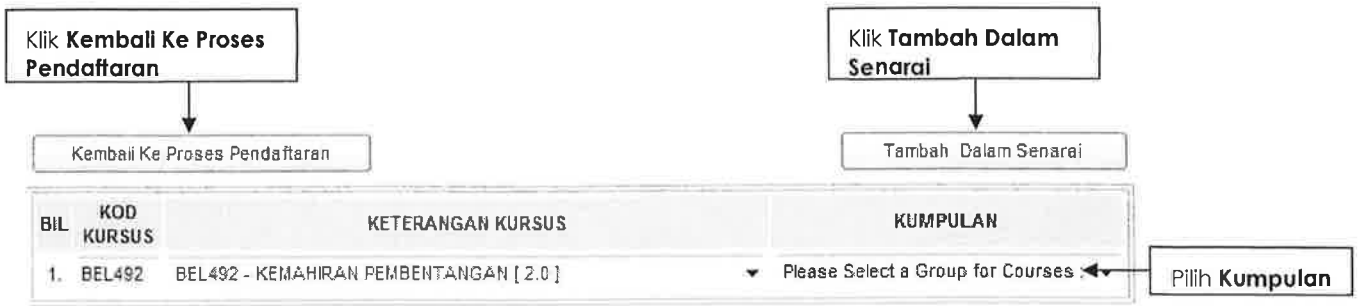 Klik Kembali Ke Proses
Pendaftaran
Klik Tambah Dalam
Senarai
Kembali Ke Proses Pendaftaran
Tambah Dalam Senarai
BIL KOD KURSUS KETERANGAN KURSUS KUMPULAN
1. BEL492 BEL492 - KEMAHIRAN PEMBENTANGAN [ 2.0 ] Please Select a Group for Courses :
Pilih Kumpulan